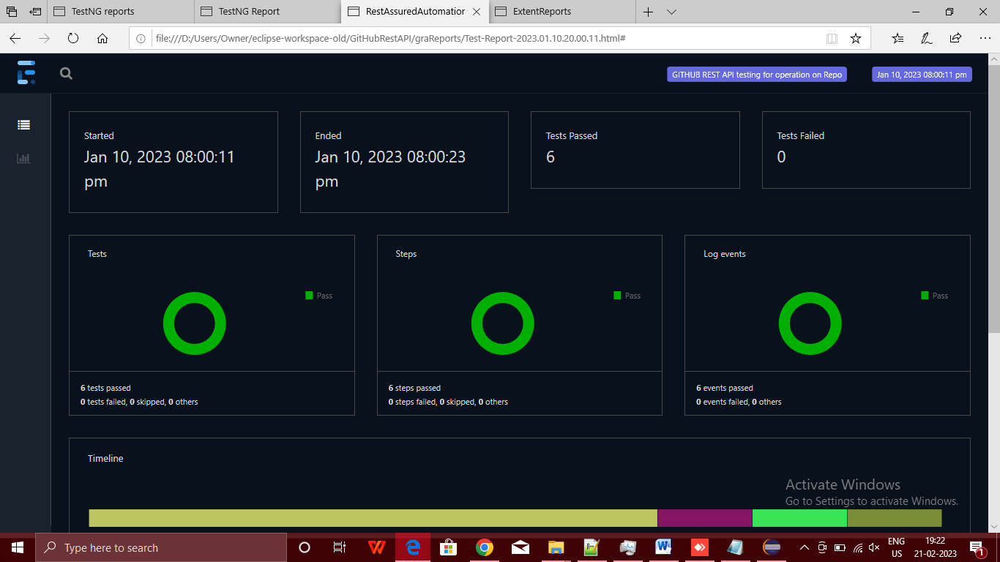 TestNG reports
TestNG Report
RestAssuredAutomation
ExtentReports
file:///D:/Users/Owner/eclipse-workspace-old/GitHubRestAPI/graReports/Test-Report-2023.01.10.20.00.11.html#
GITHUB REST API testing for operation on Repo
Jan 10, 2023 08:00:11 pm
Started
Jan 10, 2023 08:00:11
pm
Ended
Jan 10, 2023 08:00:23
pm
Tests Passed
6
Tests Failed
0
Tests
Pass
6 tests passed
0 tests failed, 0 skipped, 0 others
Steps
Pass
6 steps passed
0 steps failed, 0 skipped, 0 others
Log events
Pass
6 events passed
0 events failed, 0 others
Timeline
Activate Windows
Go to Settings to activate Windows.
Type here to search
ENG
US
19:22
21-02-2023
1